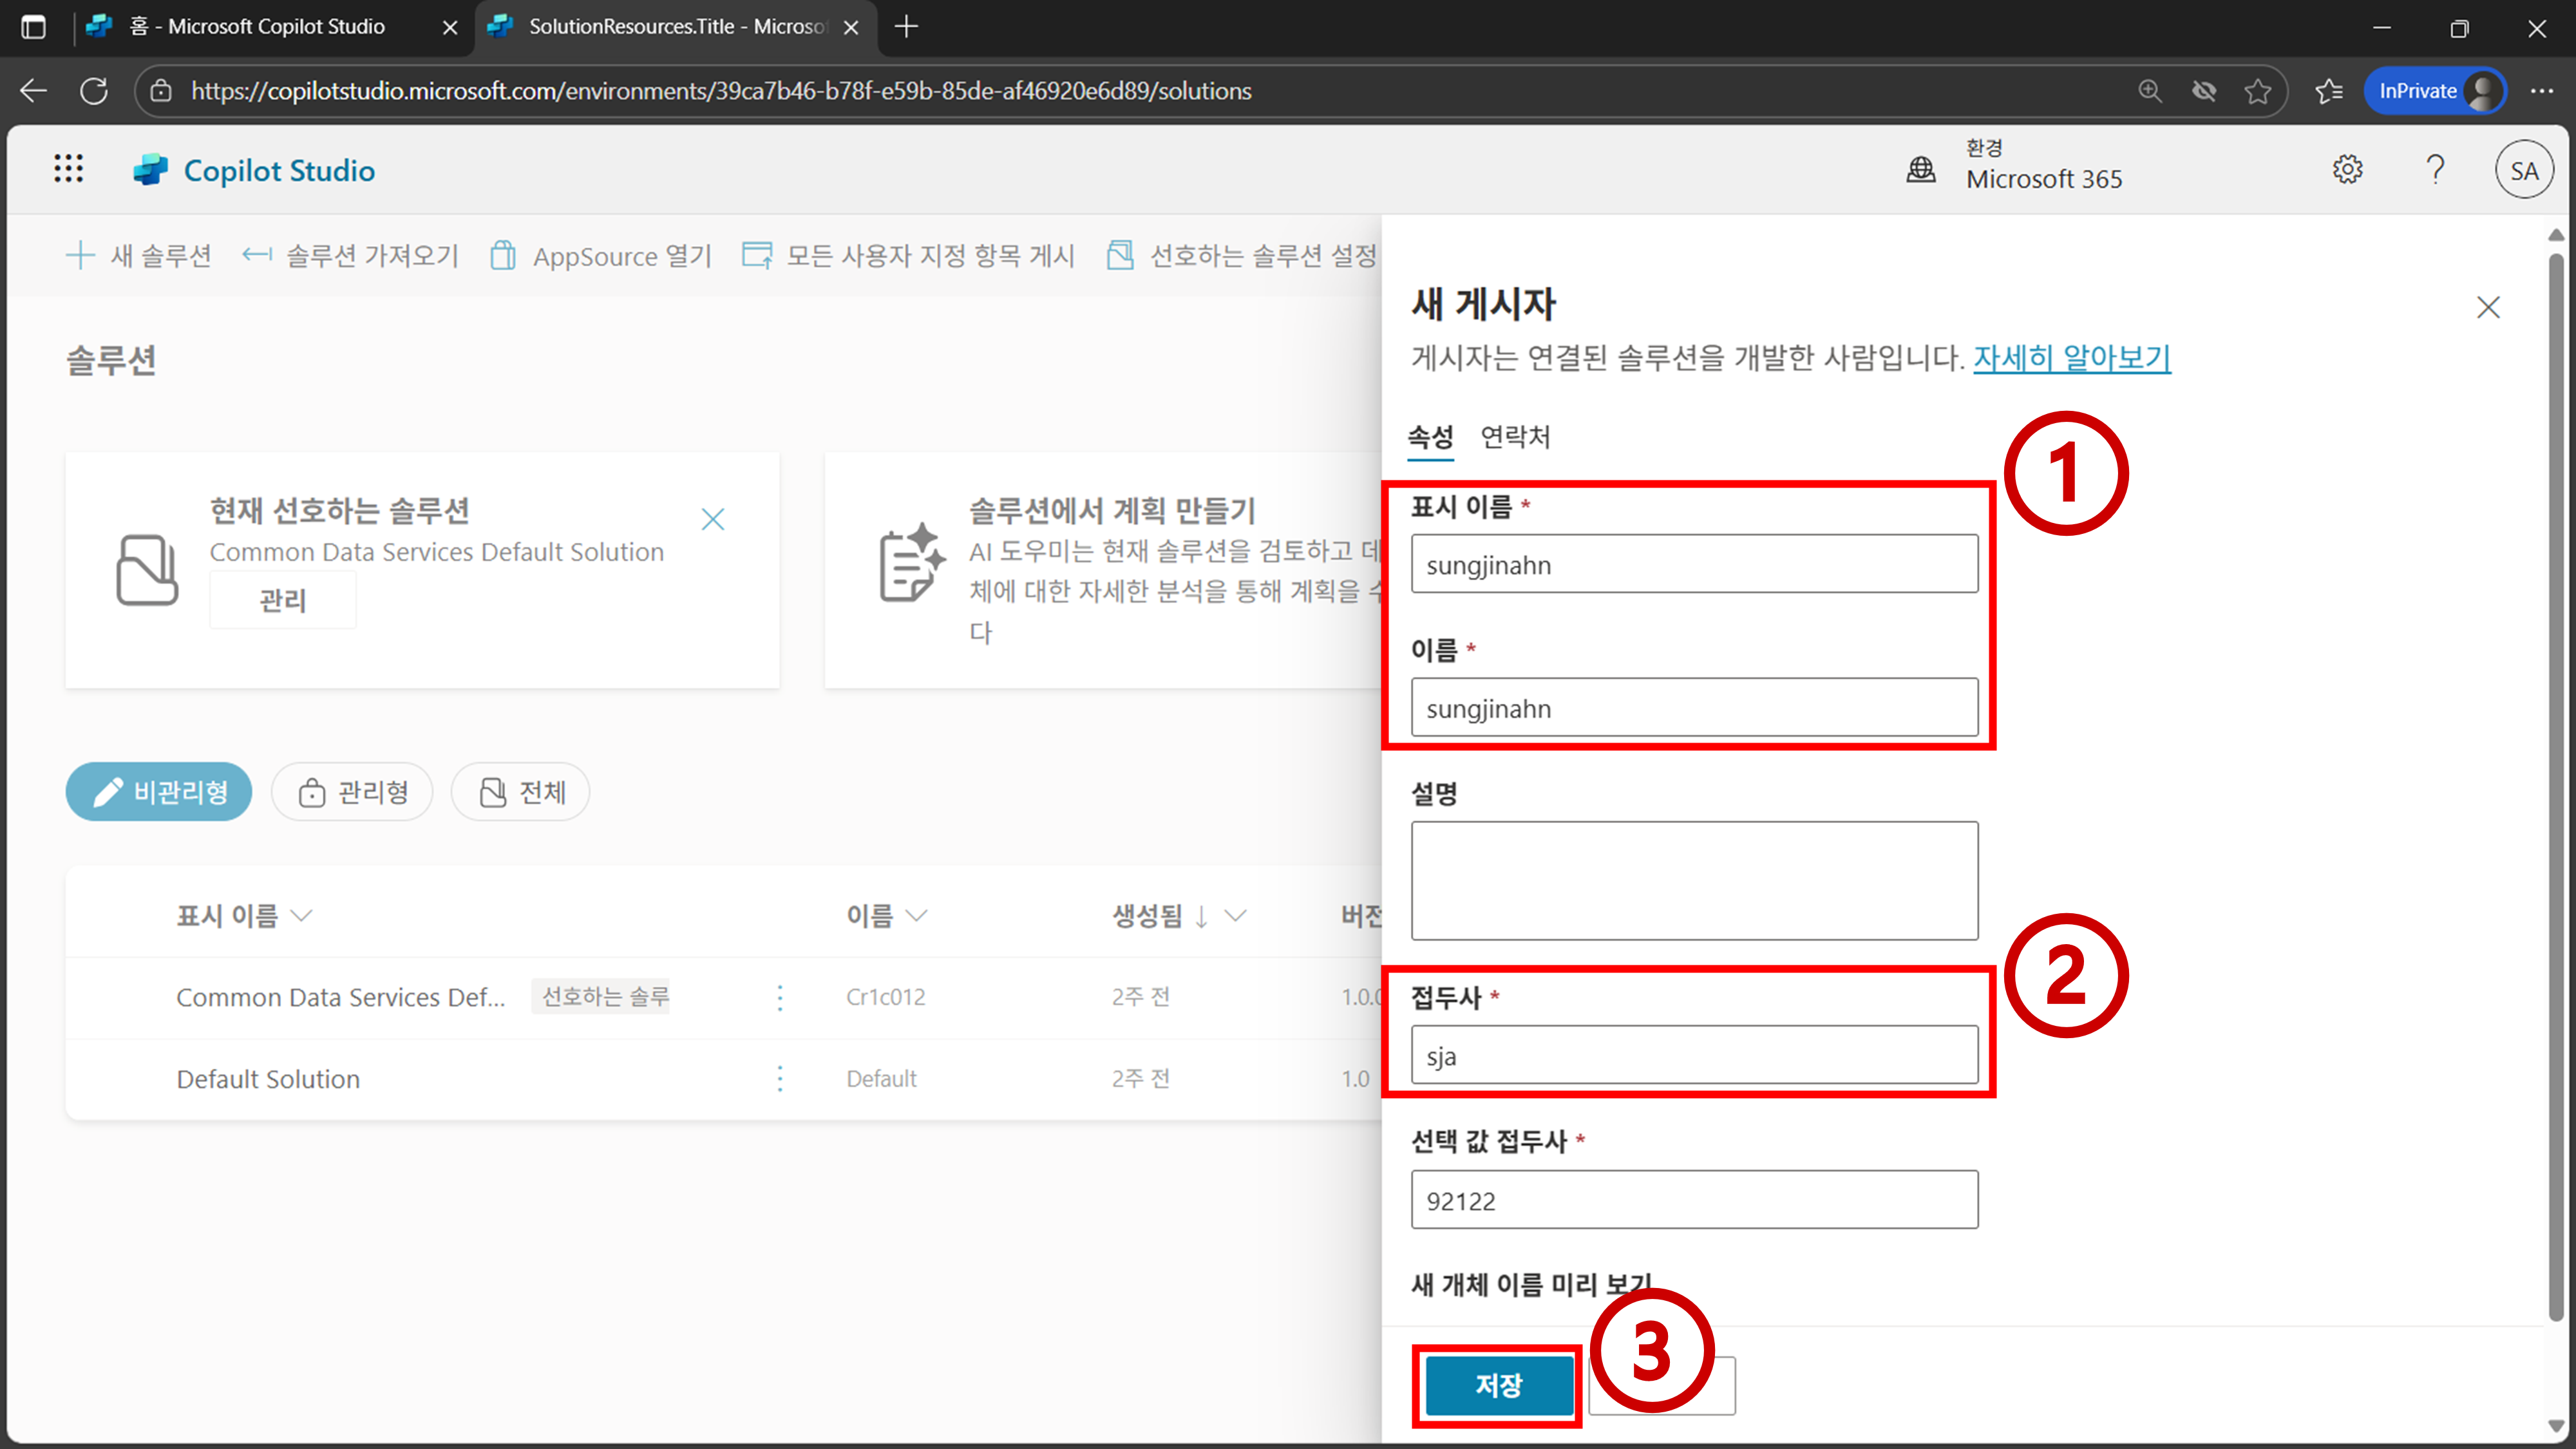 홈 - Microsoft Copilot Studio
SolutionResources.Title - Microso
https://copilotstudio.microsoft.com/environments/39ca7b46-b78f-e59b-85de-af46920e6d89/solutions
InPrivate
Copilot Studio
환경
Microsoft 365
SA
새 솔루션
솔루션 가져오기
AppSource 열기
모든 사용자 지정 항목 게시
선호하는 솔루션 설정
솔루션
현재 선호하는 솔루션
Common Data Services Default Solution
관리
솔루션에서 계획 만들기
AI 도우미는 현재 솔루션을 검토하고 데
체에 대한 자세한 분석을 통해 계획을 수
다
비관리형
관리형
전체
표시 이름 이름 생성됨 버전
Common Data Services Def... 선호하는 솔루 Cr1c012 2주 전 1.0.0
Default Solution Default 2주 전 1.0
새 게시자
게시자는 연결된 솔루션을 개발한 사람입니다. 자세히 알아보기
속성 연락처
1
표시 이름 *
sungjinahn
이름 *
sungjinahn
설명
2
접두사 *
sja
선택 값 접두사 *
92122
새 개체 이름 미리 보기
3
저장